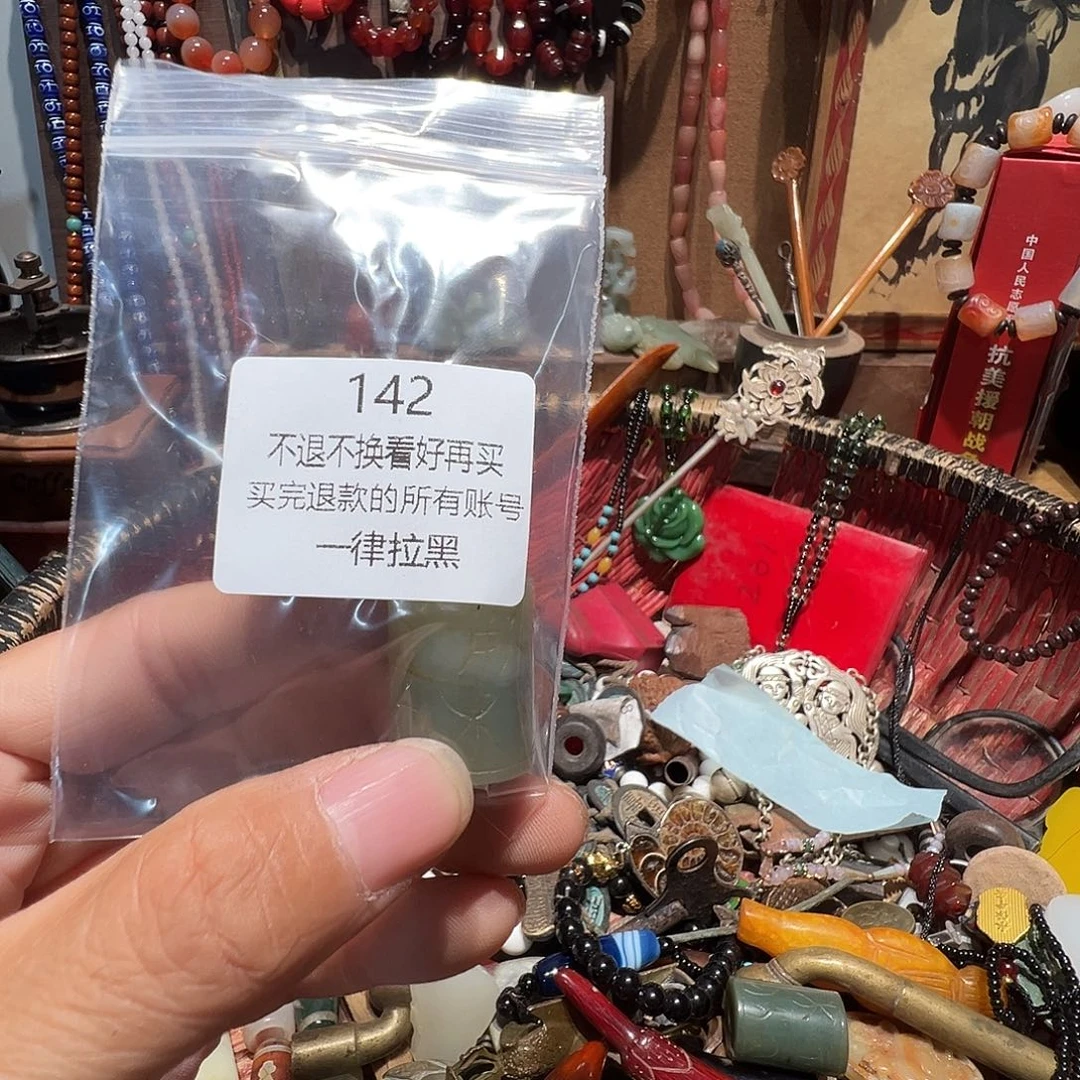 142
不退不换看好再买
买完退款的所有账号
一律拉黑
中国人民志愿
抗美援朝战